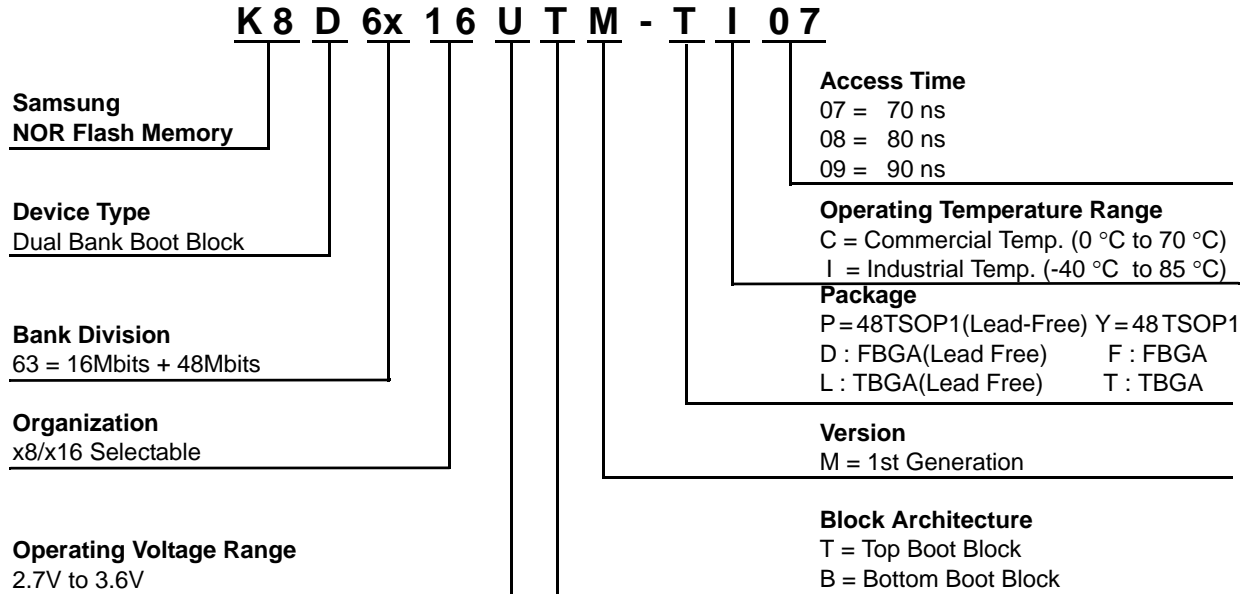 K 8 D 6x 1 6 U T M - T I 0 7
Samsung
NOR Flash Memory
Device Type
Dual Bank Boot Block
Bank Division
63 = 16Mbits + 48Mbits
Organization
x8/x16 Selectable
Operating Voltage Range
2.7V to 3.6V
Access Time
07 = 70 ns
08 = 80 ns
09 = 90 ns
Operating Temperature Range
C = Commercial Temp. (0 °C to 70 °C)
I = Industrial Temp. (-40 °C to 85 °C)
Package
P = 48TSOP1(Lead-Free) Y = 48 TSOP1
D : FBGA(Lead Free) F : FBGA
L : TBGA(Lead Free) T : TBGA
Version
M = 1st Generation
Block Architecture
T = Top Boot Block
B = Bottom Boot Block